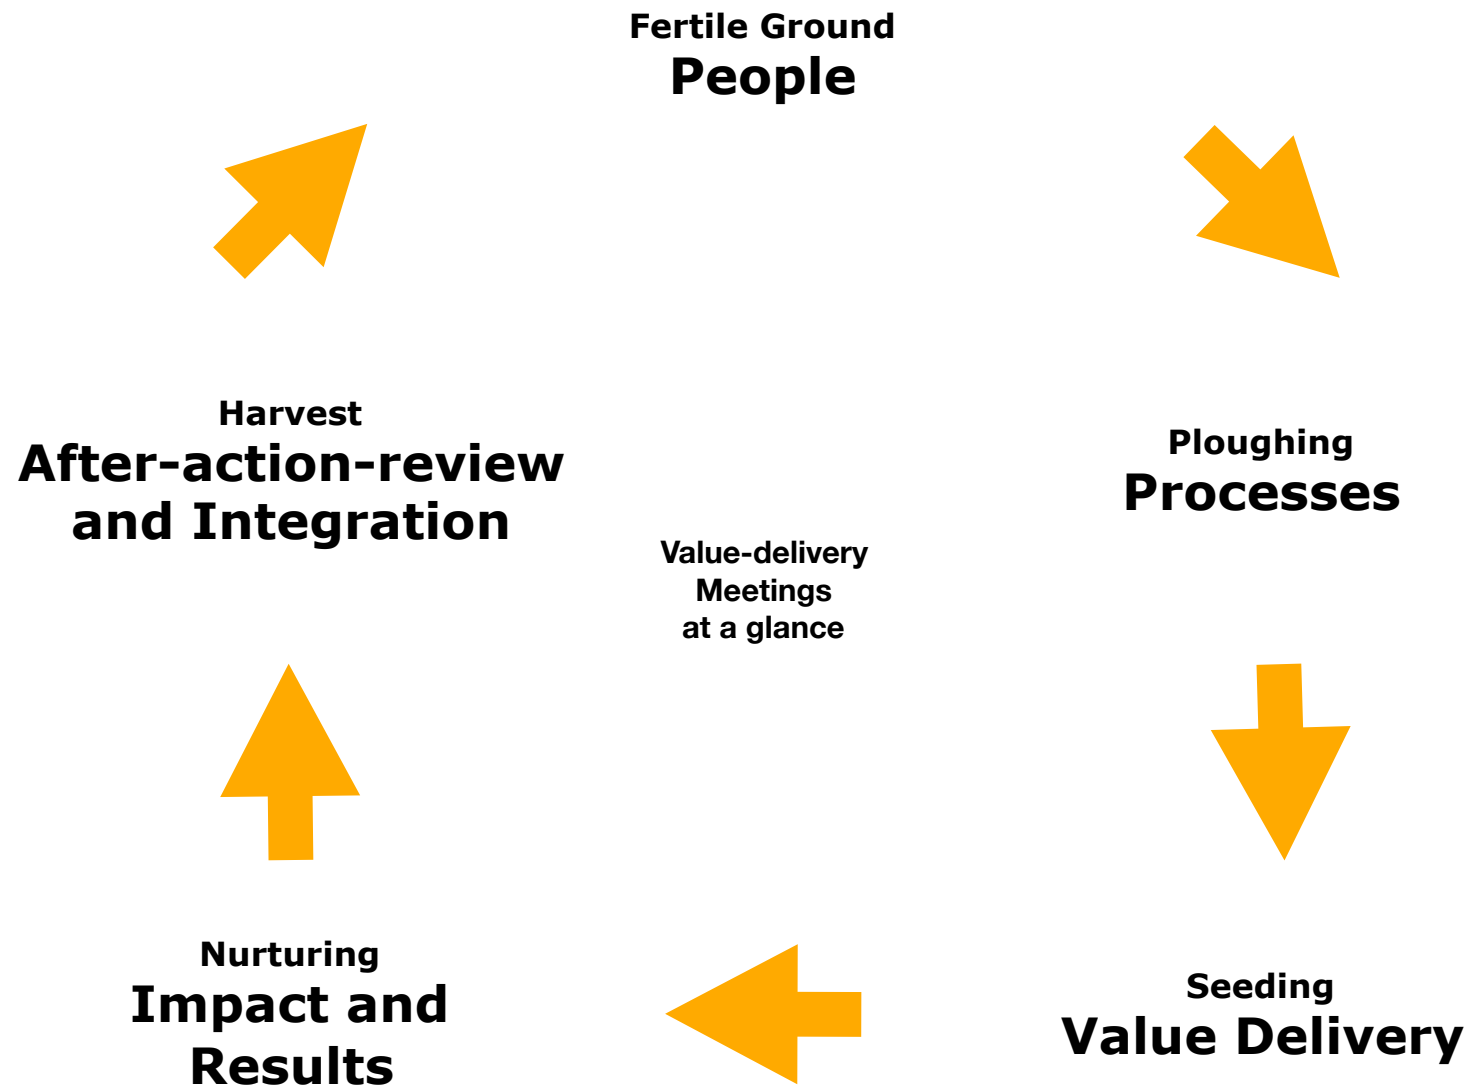 Fertile Ground
People
Harvest
After-action-review
and Integration
Ploughing
Processes
Value-delivery
Meetings
at a glance
Nurturing
Impact and
Results
Seeding
Value Delivery